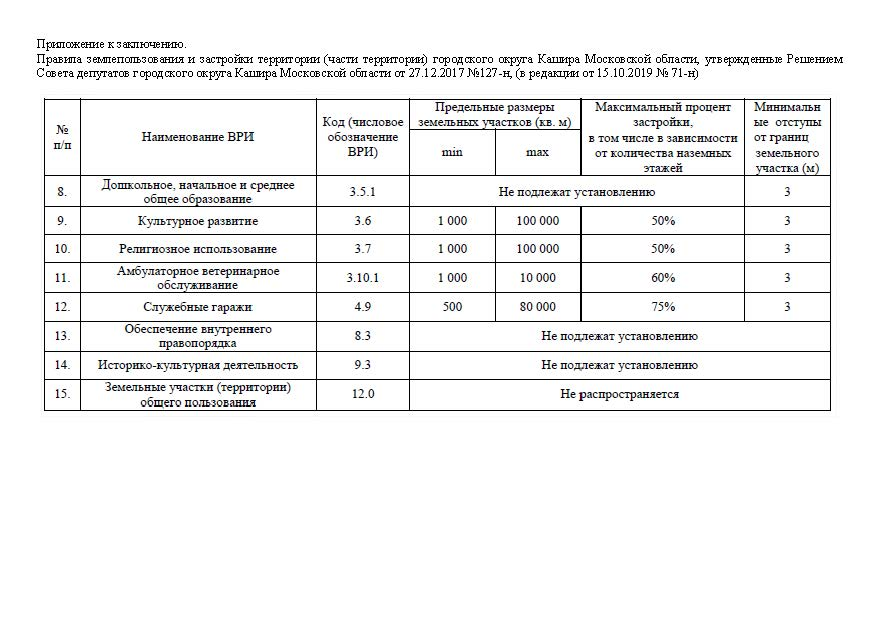 Приложение к заключению.
Правила землепользования и застройки территории (части территории) городского округа Кашира Московской области, утвержденные Решением
Совета депутатов городского округа Кашира Московской области от 27.12.2017 №127-н, (в редакции от 15.10.2019 № 71-н)
№
п/п
Наименование ВРИ
Код (числовое
обозначение
ВРИ)
Предельные размеры
земельных участков (кв. м)
min
max
Максимальный процент
застройки,
в том числе в зависимости
от количества наземных
этажей
Минимальн
ые отступы
от границ
земельного
участка (м)
8.
Дошкольное, начальное и среднее
общее образование
3.5.1
Не подлежат установлению
3
9.
Культурное развитие
3.6
1 000
100 000
50%
3
10.
Религиозное использование
3.7
1 000
100 000
50%
3
11.
Амбулаторное ветеринарное
обслуживание
3.10.1
1 000
10 000
60%
3
12.
Служебные гаражи
4.9
500
80 000
75%
3
13.
Обеспечение внутреннего
правопорядка
8.3
Не подлежат установлению
14.
Историко-культурная деятельность
9.3
Не подлежат установлению
15.
Земельные участки (территории)
общего пользования
12.0
Не распространяется